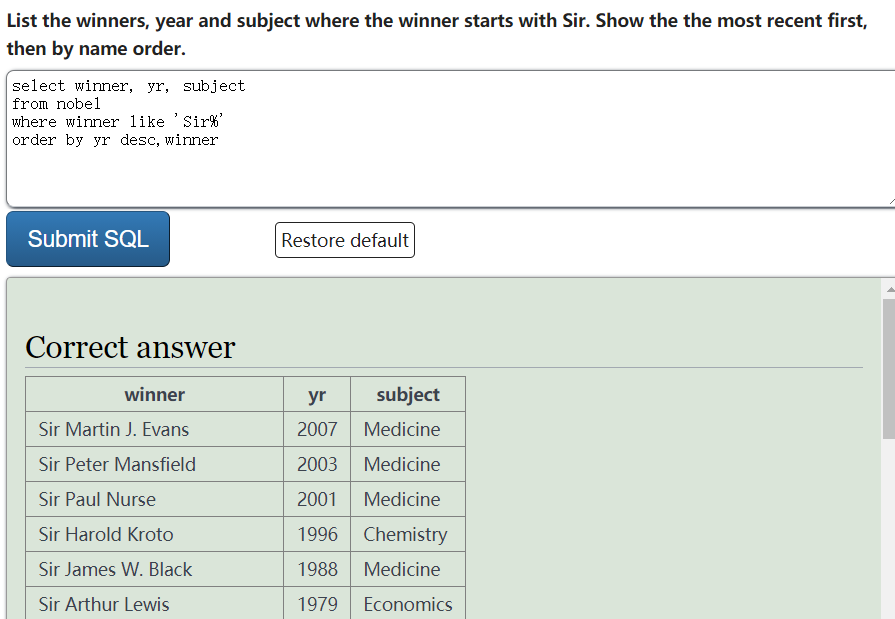 List the winners, year and subject where the winner starts with Sir. Show the the most recent first,
then by name order.
select winner, yr, subject
from nobel
where winner like 'Sir%'
order by yr desc,winner
Submit SQL
Restore default
Correct answer
winner yr subject
Sir Martin J. Evans 2007 Medicine
Sir Peter Mansfield 2003 Medicine
Sir Paul Nurse 2001 Medicine
Sir Harold Kroto 1996 Chemistry
Sir James W. Black 1988 Medicine
Sir Arthur Lewis 1979 Economics